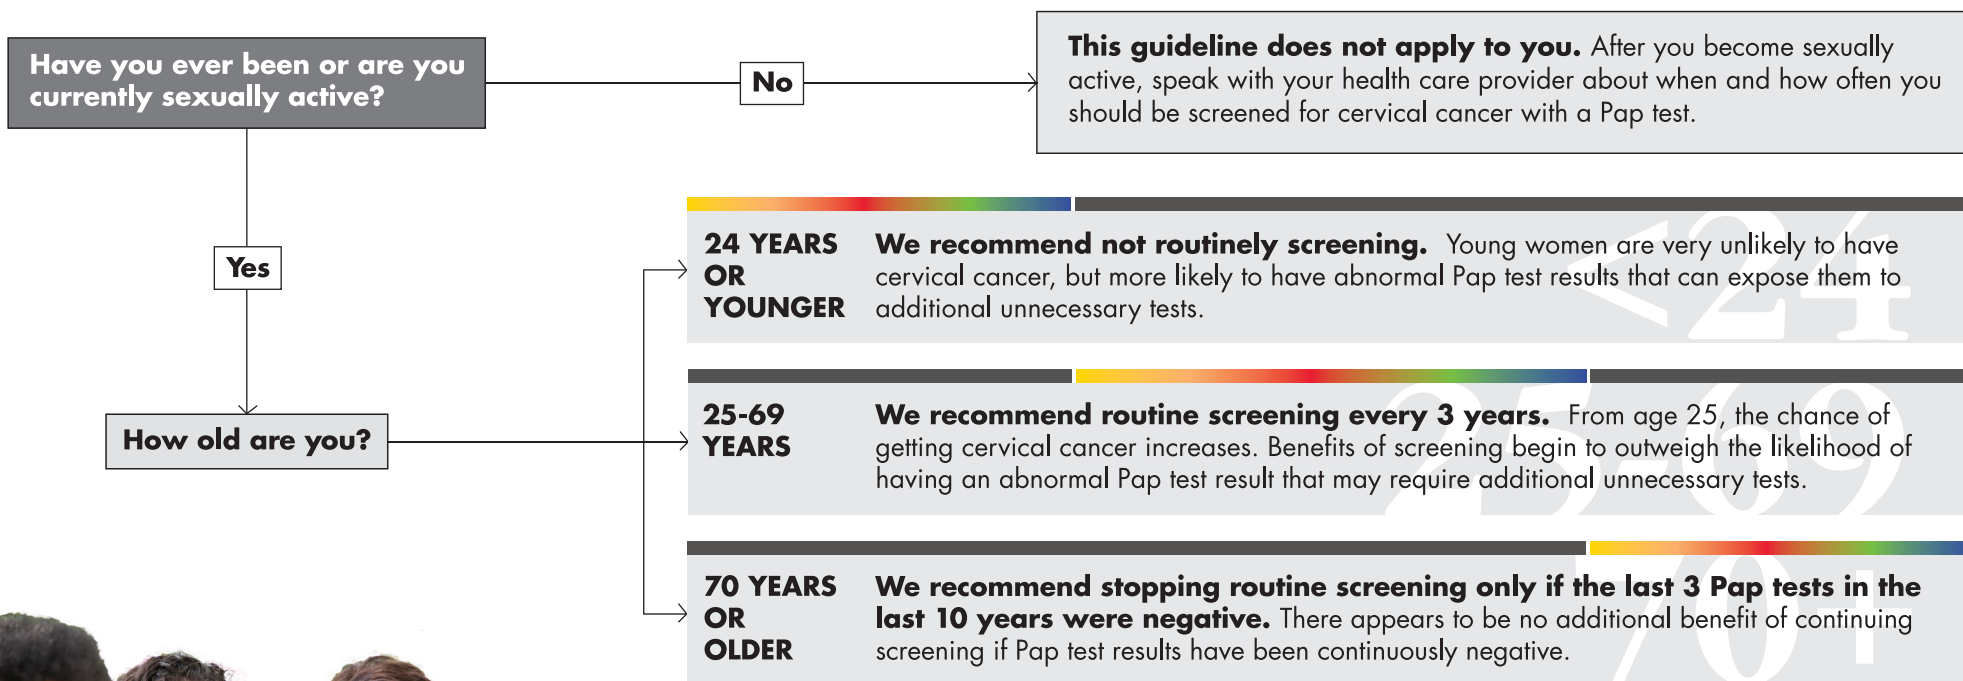 Have you ever been or are you
currently sexually active?
No
This guideline does not apply to you. After you become sexually
active, speak with your health care provider about when and how often you
should be screened for cervical cancer with a Pap test.
Yes
How old are you?
<24
24 YEARS
OR
YOUNGER
We recommend not routinely screening. Young women are very unlikely to have
cervical cancer, but more likely to have abnormal Pap test results that can expose them to
additional unnecessary tests.
25-69
25-69
YEARS
We recommend routine screening every 3 years. From age 25, the chance of
getting cervical cancer increases. Benefits of screening begin to outweigh the likelihood of
having an abnormal Pap test result that may require additional unnecessary tests.
70+
70 YEARS
OR
OLDER
We recommend stopping routine screening only if the last 3 Pap tests in the
last 10 years were negative. There appears to be no additional benefit of continuing
screening if Pap test results have been continuously negative.